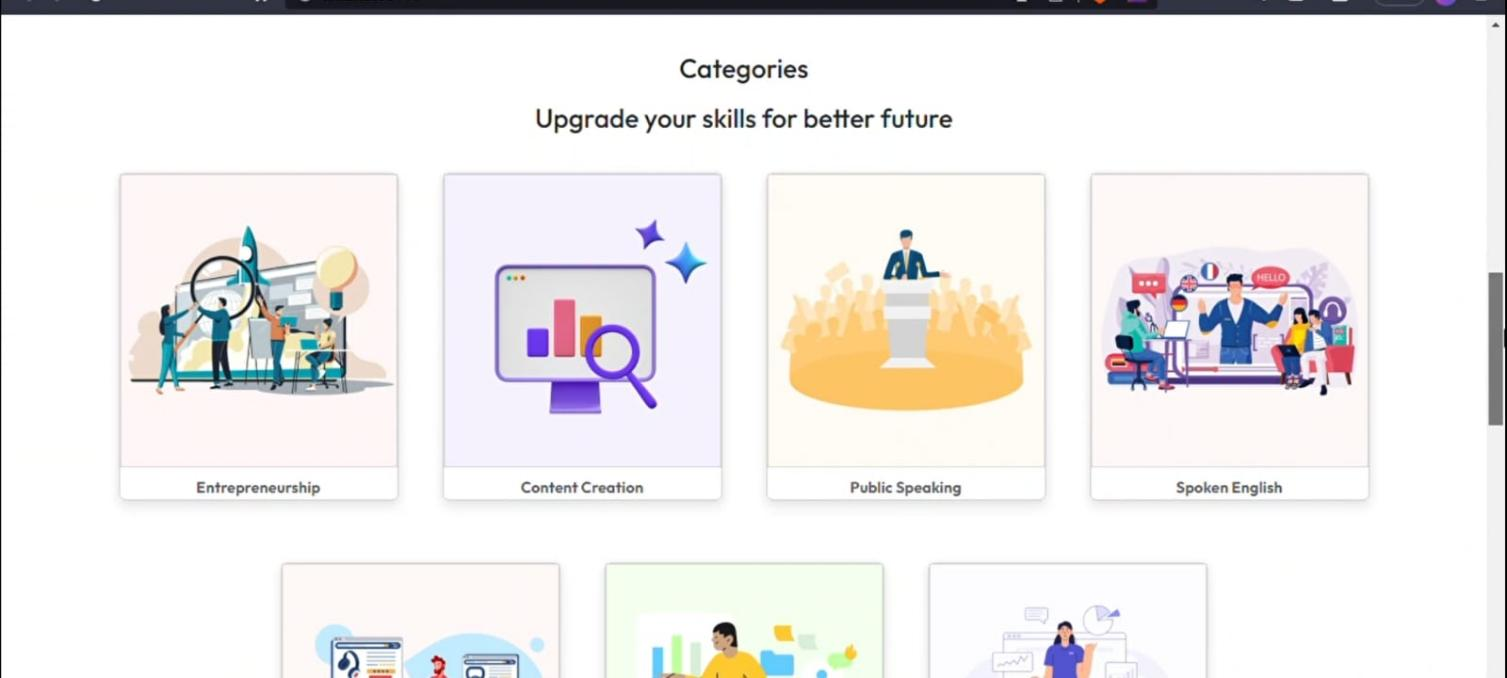 Categories
Upgrade your skills for better future
HELLO
Entrepreneurship
Content Creation
Public Speaking
Spoken English